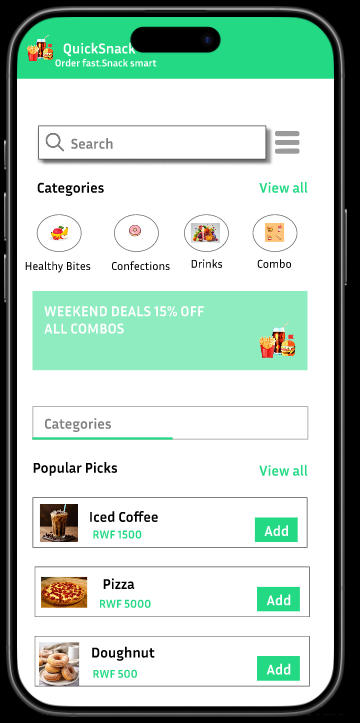 QuickSnack
Order fast.Snack smart
Search
Categories
View all
Healthy Bites
Confections
Drinks
Combo
WEEKEND DEALS 15% OFF
ALL COMBOS
Categories
Popular Picks
View all
Iced Coffee
RWF 1500
Add
Pizza
RWF 5000
Add
Doughnut
RWF 500
Add